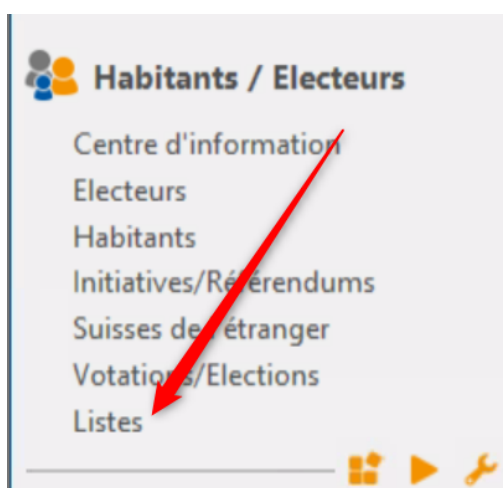 Habitants / Electeurs
Centre d'information
Electeurs
Habitants
Initiatives/Référendums
Suisses de l'étranger
Votations/Elections
Listes